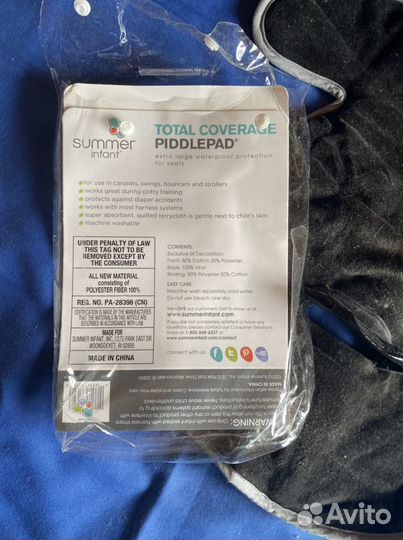 summer
infant®
TOTAL COVERAGE
PIDDLEPAD®
extra large waterproof protection
for seats
for use in carseats, swings, bouncers and strollers
works great during potty training
protects against diaper accidents
works with most harness systems
super absorbent, quilted terrycloth is gentle next to child's skin
machine washable
UNDER PENALTY OF LAW
THIS TAG NOT TO BE
REMOVED EXCEPT BY
THE CONSUMER
ALL NEW MATERIAL
consisting of
POLYESTER FIBER 100%
REG. NO. PA-28398 (CN)
CERTIFICATION IS MADE BY THE MANUFACTURER
THAT THE MATERIALS IN THIS ARTICLE ARE
DESCRIBED IN ACCORDANCE WITH LAW.
MADE FOR
SUMMER INFANT, INC. 1275 PARK EAST DR
WOONSOCKET, RI 02895
MADE IN CHINA
CONTENTS:
Exclusive of Decoration
Front: 80% Cotton 20% Polyester
Back: 100% Vinyl
Binding: 80% Polyester 20% Cotton
EASY CARE:
Machine wash separately, cold water.
Do not use bleach. Line dry.
We LOVE our customers! Get to know us at
www.summerinfant.com
If you are not completely satisfied or have any
questions, please contact our Consumer Relations
Team at 1-800-268-6237 or
www.summerinfant.com/contact
connect with us:
MADE IN CHINA.
WARNING:
Avito